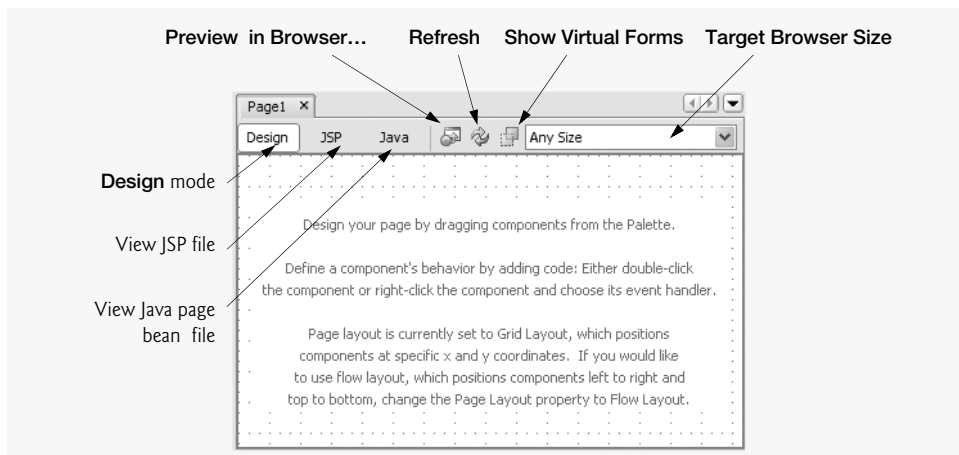 Preview in Browser... Refresh Show Virtual Forms Target Browser Size
Page1 ×
Design JSP Java Any Size
Design mode
View JSP file
View Java page
bean file
Design your page by dragging components from the Palette.
Define a component's behavior by adding code: Either double-click
the component or right-click the component and choose its event handler.
Page layout is currently set to Grid Layout, which positions
components at specific x and y coordinates. If you would like
to use flow layout, which positions components left to right and
top to bottom, change the Page Layout property to Flow Layout.